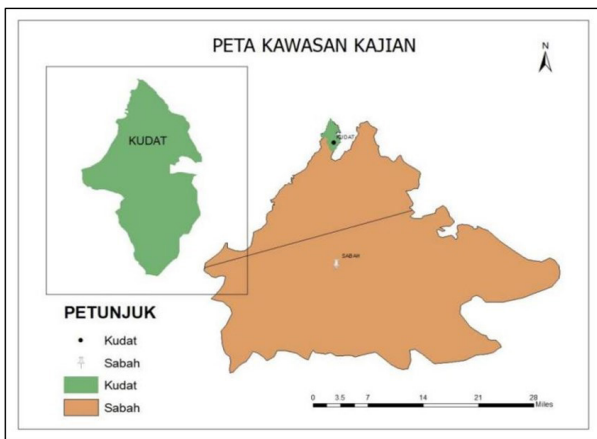 PETA KAWASAN KAJIAN
N
KUDAT
KUDAT
SABAH
PETUNJUK
Kudat
Sabah
Kudat
Sabah
0 3.5 7 14 21 28
Miles